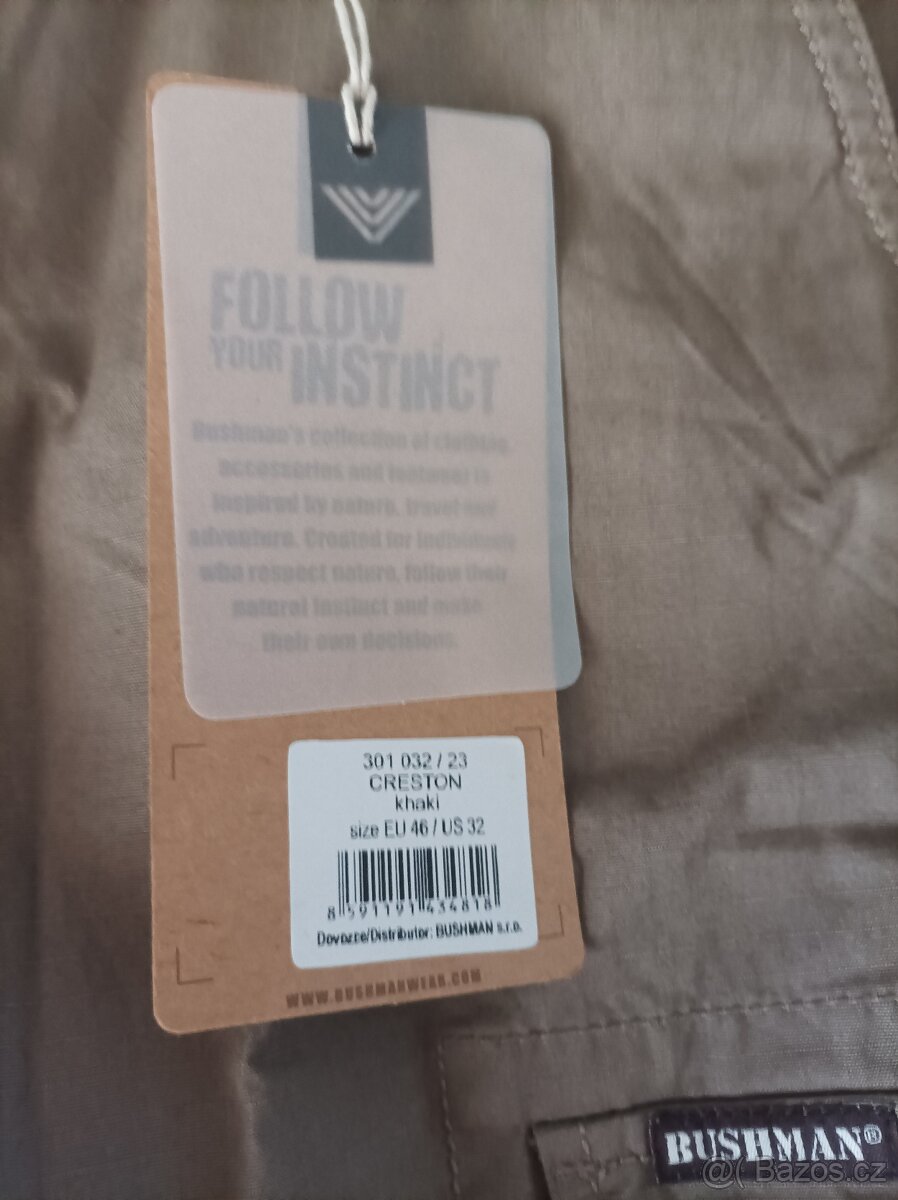 FOLLOW
YOUR INSTINCT
Bushman's collection of clothing,
accessories and footwear is
inspired by nature, travel and
adventure. Created for individuals
who respect nature, follow their
natural instinct and make
their own decisions.
301 032 / 23
CRESTON
khaki
size EU 46 / US 32
8 591191 434818
Dovozce/Distributor: BUSHMAN s.r.o.
WWW.BUSHMANWEAR.COM
BUSHMAN®
@ Bazos.cz